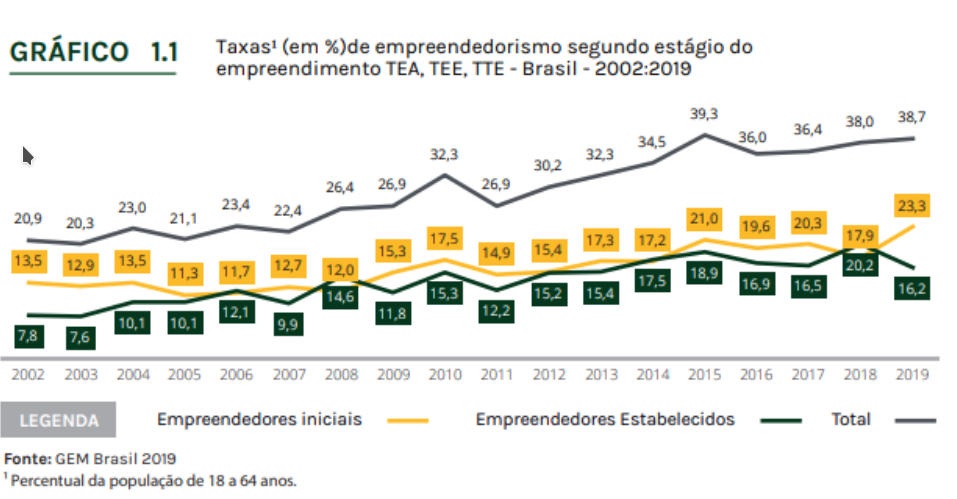 GRÁFICO 1.1
Taxas¹ (em %)de empreendedorismo segundo estágio do
empreendimento TEA, TEE, TTE - Brasil - 2002:2019
20,9 20,3 23,0 21,1 23,4 22,4 26,4 26,9 32,3 26,9 30,2 32,3 34,5 39,3 36,0 36,4 38,0 38,7
13,5 12,9 13,5 11,3 11,7 12,7 12,0 15,3 17,5 14,9 15,4 17,3 17,2 21,0 19,6 20,3 17,9 23,3
7,8 7,6 10,1 10,1 12,1 9,9 14,6 11,8 15,3 12,2 15,2 15,4 17,5 18,9 16,9 16,5 20,2 16,2
2002 2003 2004 2005 2006 2007 2008 2009 2010 2011 2012 2013 2014 2015 2016 2017 2018 2019
LEGENDA Empreendedores iniciais Empreendedores Estabelecidos Total
Fonte: GEM Brasil 2019
¹ Percentual da população de 18 a 64 anos.